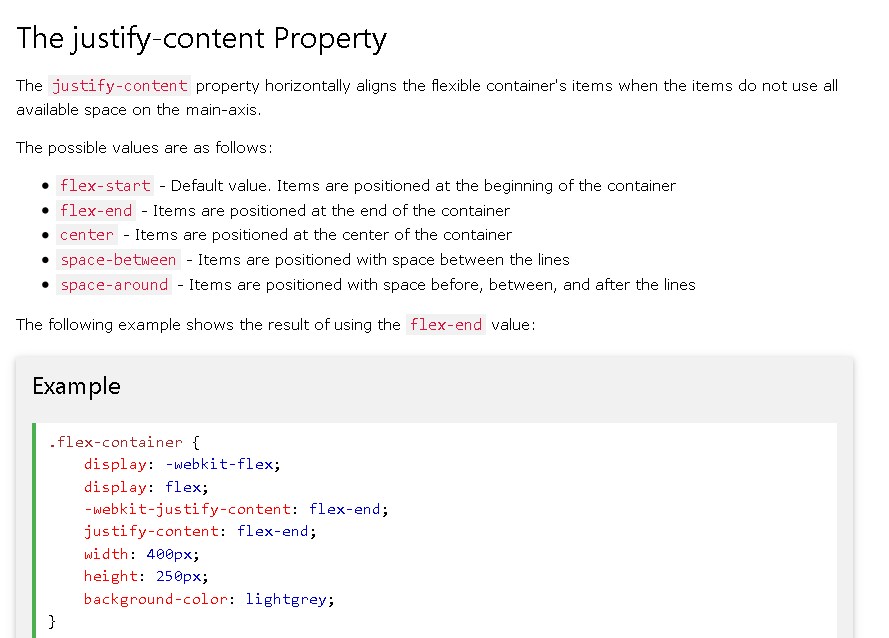 The justify-content Property
The justify-content property horizontally aligns the flexible container's items when the items do not use all
available space on the main-axis.
The possible values are as follows:
flex-start - Default value. Items are positioned at the beginning of the container
flex-end - Items are positioned at the end of the container
center - Items are positioned at the center of the container
space-between - Items are positioned with space between the lines
space-around - Items are positioned with space before, between, and after the lines
The following example shows the result of using the flex-end value:
Example
.flex-container {
    display: -webkit-flex;
    display: flex;
    -webkit-justify-content: flex-end;
    justify-content: flex-end;
    width: 400px;
    height: 250px;
    background-color: lightgrey;
}